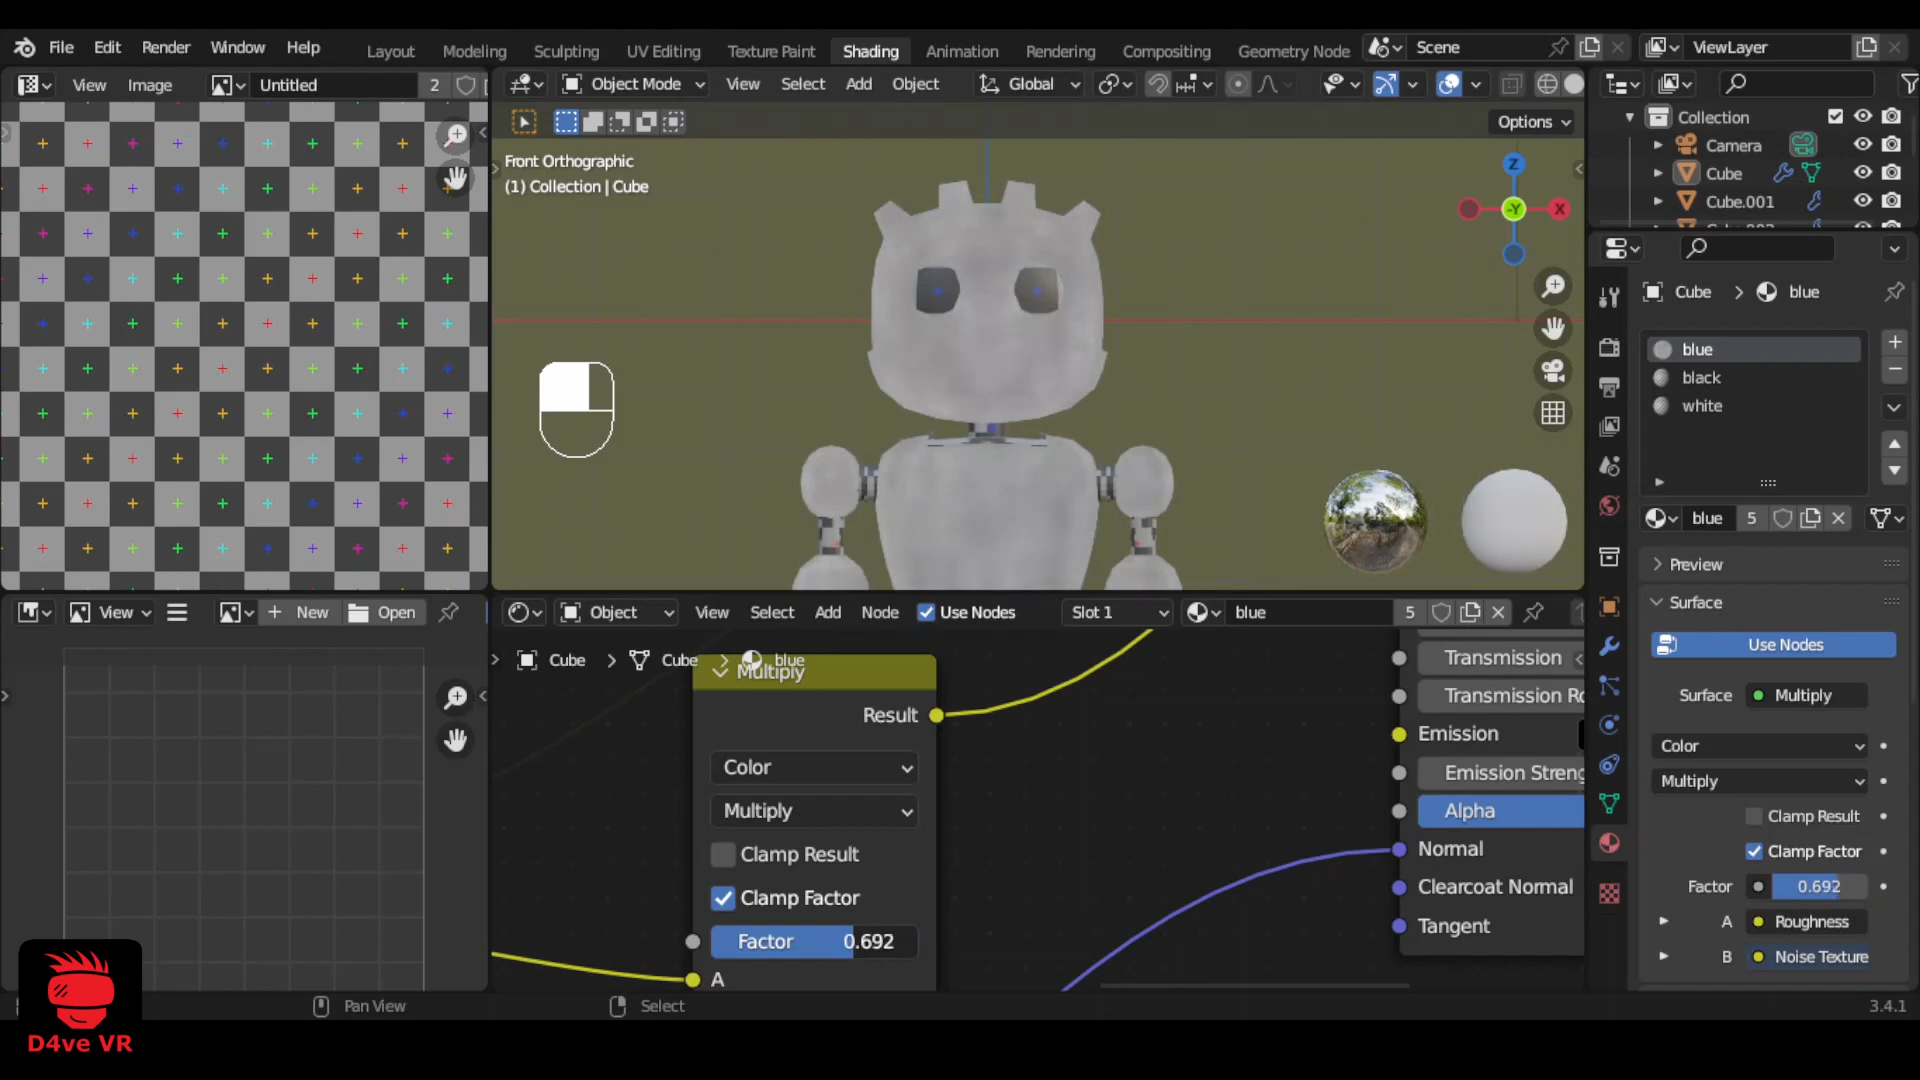 File Edit Render Window Help
Layout Modeling Sculpting UV Editing Texture Paint Shading Animation Rendering Compositing Geometry Node
Scene
ViewLayer
View Image Untitled 2
Object Mode View Select Add Object Global
Options
Front Orthographic
(1) Collection | Cube
Z
-Y
X
Collection
Camera
Cube
Cube.001
Cube > blue
blue
black
white
blue 5
Preview
Surface
Use Nodes
Surface Multiply
Color
Multiply
Clamp Result
Clamp Factor
Factor 0.692
A Roughness
B Noise Texture
View + New Open
Object View Select Add Node Use Nodes Slot 1 blue 5
Cube > Cube > blue
Multiply
Result
Color
Multiply
Clamp Result
Clamp Factor
Factor 0.692
A
Transmission
Transmission Ro
Emission
Emission Streng
Alpha
Normal
Clearcoat Normal
Tangent
Pan View
Select
3.4.1
D4ve VR